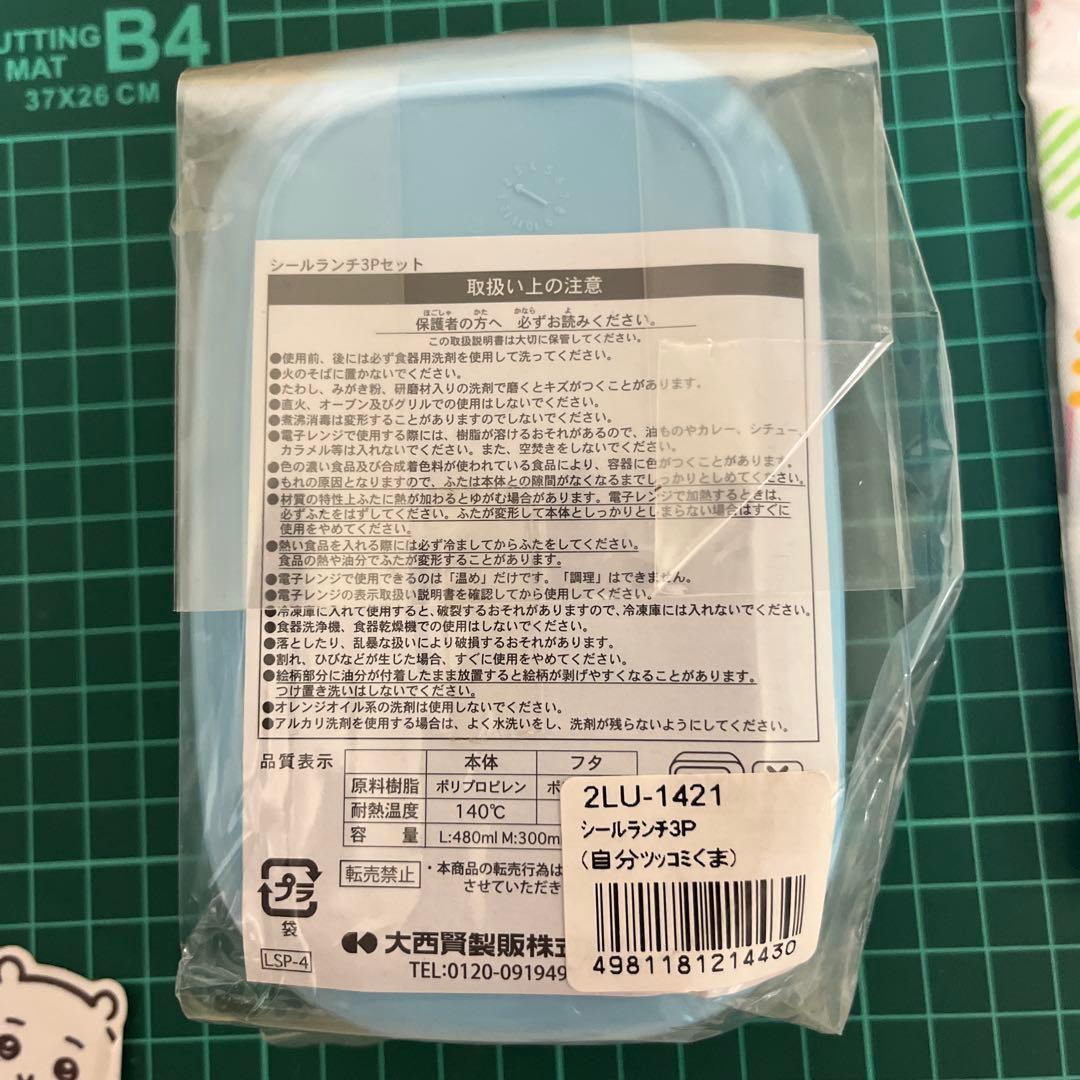 CUTTING B4
MAT
37X26 CM
シールランチ3Pセット
取扱い上の注意
ほごしゃ かた かなら よ
保護者の方へ 必ずお読みください。
この取扱説明書は大切に保管してください。
●使用前、後には必ず食器用洗剤を使用して洗ってください。
●火のそばに置かないでください。
●たわし、みがき粉、研磨材入りの洗剤で磨くとキズがつくことがあります。
●直火、オーブン及びグリルでの使用はしないでください。
●煮沸消毒は変形することがありますのでしないでください。
●電子レンジで使用する際には、樹脂が溶けるおそれがあるので、油ものやカレー、シチュー、
カラメル等は入れないでください。また、空焚きをしないでください。
●色の濃い食品及び合成着色料が使われている食品により、容器に色がつくことがあります。
●もれの原因となりますので、ふたは本体との隙間がなくなるまでしっかりとしめてください。
●材質の特性上ふたに熱が加わるとゆがむ場合があります。電子レンジで加熱するときは、
必ずふたをはずしてください。ふたが変形して本体としっかりとしまらない場合はすぐに
使用をやめてください。
●熱い食品を入れる際には必ず冷ましてからふたをしてください。
食品の熱や油分でふたが変形することがあります。
●電子レンジで使用できるのは「温め」だけです。「調理」はできません。
●電子レンジの表示取扱い説明書を確認してから使用してください。
●冷凍庫に入れて使用すると、破裂するおそれがありますので、冷凍庫には入れないでください。
●食器洗浄機、食器乾燥機での使用はしないでください。
●落としたり、乱暴な扱いにより破損するおそれがあります。
●割れ、ひびなどが生じた場合、すぐに使用をやめてください。
●絵柄部分に油分が付着したまま放置すると絵柄が剥げやすくなることがあります。
つけ置き洗いはしないでください。
●オレンジオイル系の洗剤は使用しないでください。
●アルカリ洗剤を使用する場合は、よく水洗いをし、洗剤が残らないようにしてください。
品質表示 本体 フタ
原料樹脂 ポリプロピレン ポ
耐熱温度 140℃
容 量 L:480ml M:300m
プラ
袋
転売禁止 ・本商品の転売行為は
させていただき
大西賢製販株式
LSP-4 TEL:0120-091949
2LU-1421
シールランチ3P
(自分ツッコミくま)
4981181214430